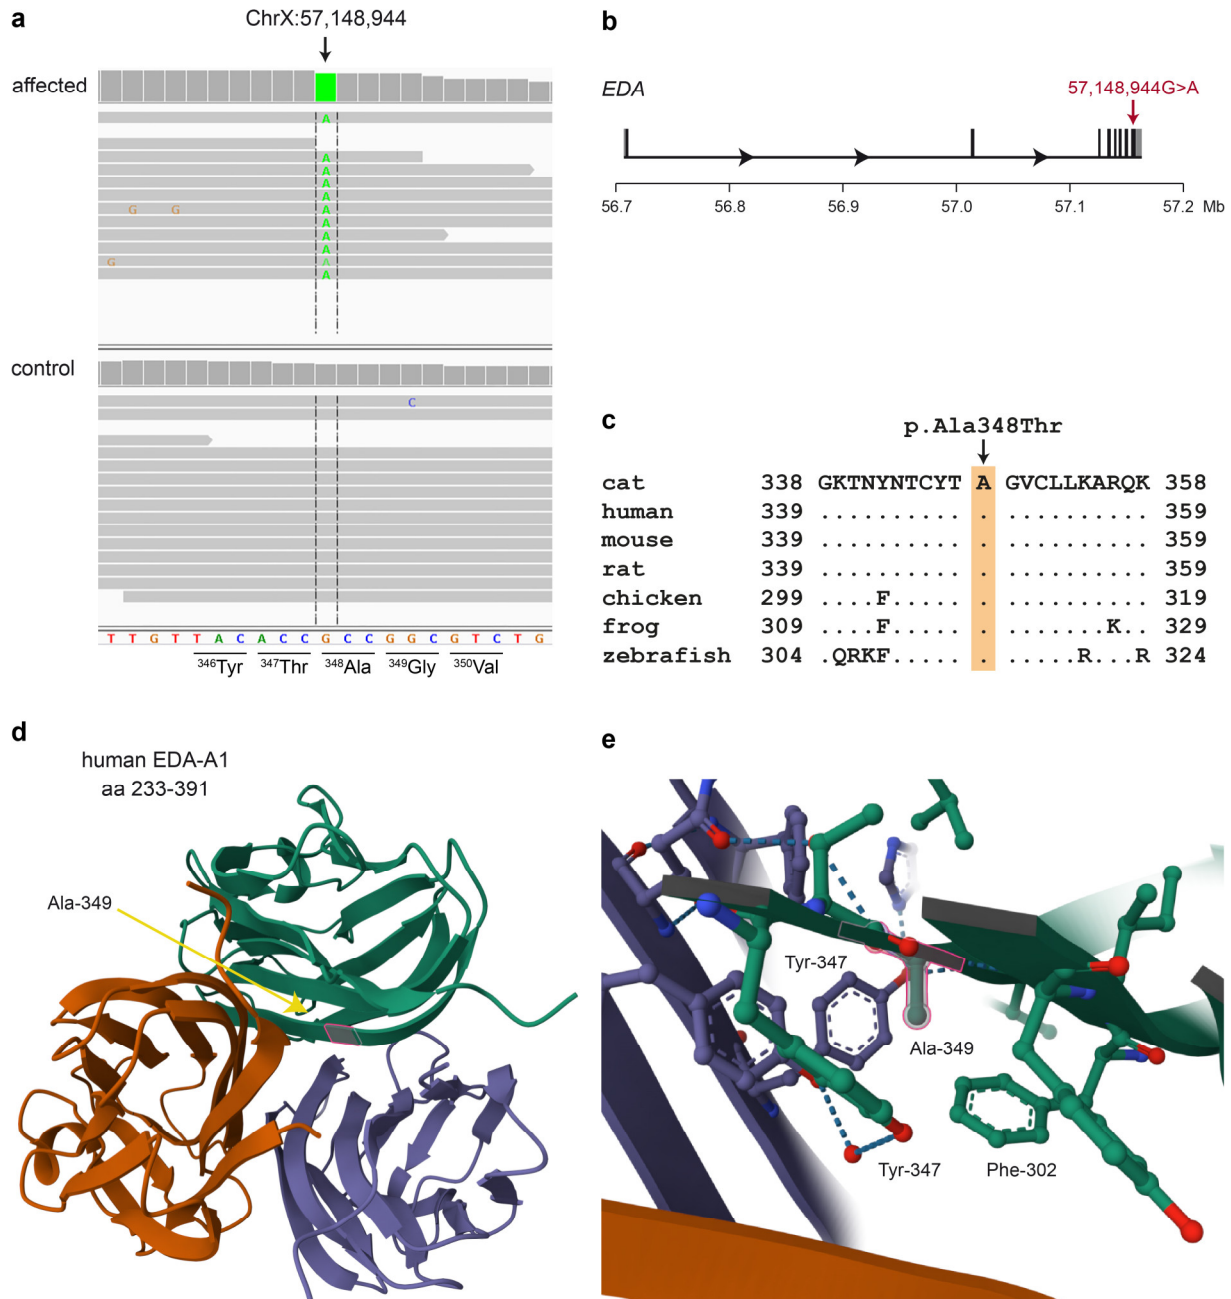 a
ChrX:57,148,944
affected
A
A
A
A
A
G G A
A
A
A
G A
A
control
C
T T G T T A C A C C G C C G G C G T C T G
346Tyr 347Thr 348Ala 349Gly 350Val
b
EDA
57,148,944G>A
56.7 56.8 56.9 57.0 57.1 57.2 Mb
c
p.Ala348Thr
cat 338 GKTNYNTCYT A GVCLLKARQK 358
human 339 .......... . .......... 359
mouse 339 .......... . .......... 359
rat 339 .......... . .......... 359
chicken 299 ....F..... . .......... 319
frog 309 ....F..... . .......K.. 329
zebrafish 304 .QRKF..... . .....R...R 324
d
human EDA-A1
aa 233-391
Ala-349
e
Tyr-347
Ala-349
Tyr-347
Phe-302